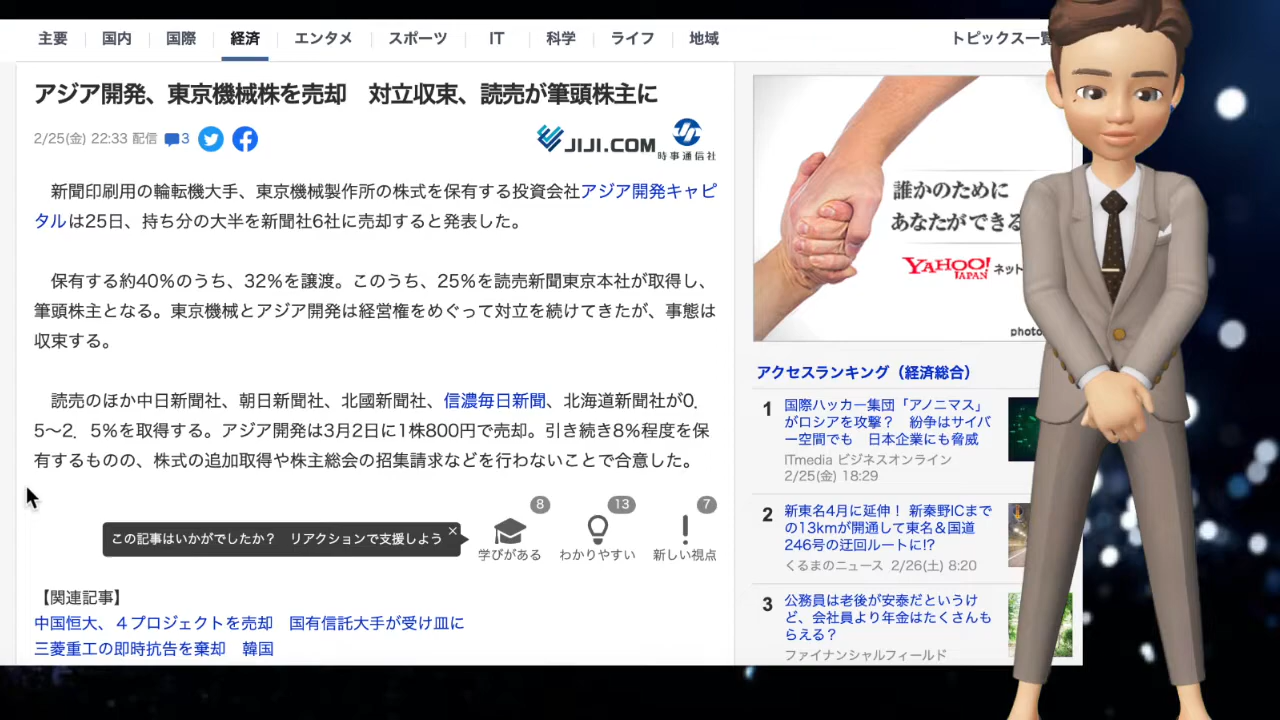 主要 国内 国際 経済 エンタメ スポーツ IT 科学 ライフ 地域 トピックス一覧
アジア開発、東京機械株を売却 対立収束、読売が筆頭株主に
2/25(金) 22:33 配信 3
JIJI.COM 時事通信社
新聞印刷用の輪転機大手、東京機械製作所の株式を保有する投資会社アジア開発キャピ
タルは25日、持ち分の大半を新聞社6社に売却すると発表した。
保有する約40%のうち、32%を譲渡。このうち、25%を読売新聞東京本社が取得し、
筆頭株主となる。東京機械とアジア開発は経営権をめぐって対立を続けてきたが、事態は
収束する。
読売のほか中日新聞社、朝日新聞社、北國新聞社、信濃毎日新聞、北海道新聞社が0.
5〜2.5%を取得する。アジア開発は3月2日に1株800円で売却。引き続き8%程度を保
有するものの、株式の追加取得や株主総会の招集請求などを行わないことで合意した。
この記事はいかがでしたか? リアクションで支援しよう ×
8 13 7
学びがある わかりやすい 新しい視点
【関連記事】
中国恒大、4プロジェクトを売却 国有信託大手が受け皿に
三菱重工の即時抗告を棄却 韓国
誰かのために
あなたができる
YAHOO! JAPAN ネット
photo
アクセスランキング(経済総合)
1 国際ハッカー集団「アノニマス」
がロシアを攻撃? 紛争はサイバ
ー空間でも 日本企業にも脅威
ITmedia ビジネスオンライン
2/25(金) 18:29
2 新東名4月に延伸! 新秦野ICまで
の13kmが開通して東名&国道
246号の迂回ルートに!?
くるまのニュース 2/26(土) 8:20
3 公務員は老後が安泰だというけ
ど、会社員より年金はたくさんも
らえる?
ファイナンシャルフィールド